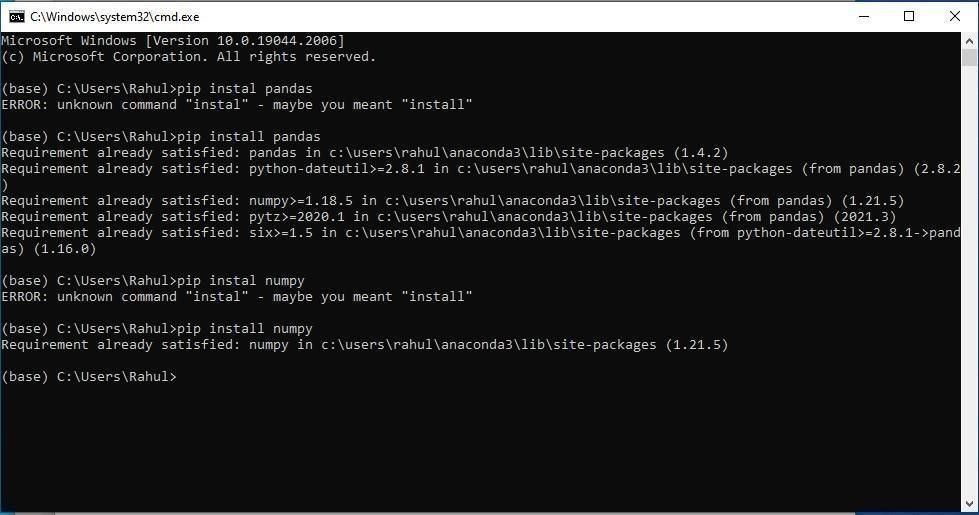 C:\Windows\system32\cmd.exe
Microsoft Windows [Version 10.0.19044.2006]
(c) Microsoft Corporation. All rights reserved.
(base) C:\Users\Rahul>pip instal pandas
ERROR: unknown command "instal" - maybe you meant "install"
(base) C:\Users\Rahul>pip install pandas
Requirement already satisfied: pandas in c:\users\rahul\anaconda3\lib\site-packages (1.4.2)
Requirement already satisfied: python-dateutil>=2.8.1 in c:\users\rahul\anaconda3\lib\site-packages (from pandas) (2.8.2
)
Requirement already satisfied: numpy>=1.18.5 in c:\users\rahul\anaconda3\lib\site-packages (from pandas) (1.21.5)
Requirement already satisfied: pytz>=2020.1 in c:\users\rahul\anaconda3\lib\site-packages (from pandas) (2021.3)
Requirement already satisfied: six>=1.5 in c:\users\rahul\anaconda3\lib\site-packages (from python-dateutil>=2.8.1->pand
as) (1.16.0)
(base) C:\Users\Rahul>pip instal numpy
ERROR: unknown command "instal" - maybe you meant "install"
(base) C:\Users\Rahul>pip install numpy
Requirement already satisfied: numpy in c:\users\rahul\anaconda3\lib\site-packages (1.21.5)
(base) C:\Users\Rahul>